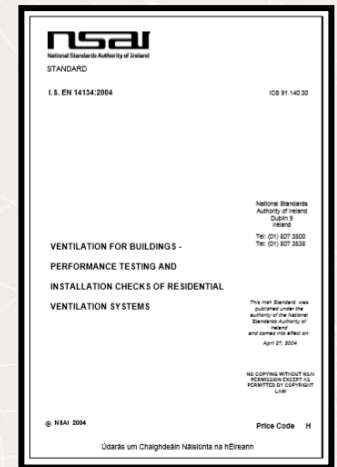 nsai
National Standards Authority of Ireland
STANDARD
I.S. EN 14134:2004
ICS 91.140.30
National Standards
Authority of Ireland
Dublin 9
Ireland
Tel: (01) 807 3800
Tel: (01) 807 3838
VENTILATION FOR BUILDINGS -
PERFORMANCE TESTING AND
INSTALLATION CHECKS OF RESIDENTIAL
VENTILATION SYSTEMS
This Irish Standard was
published under the
authority of the National
Standards Authority of
Ireland
and comes into effect on:
April 27, 2004
NO COPYING WITHOUT NSAI
PERMISSION EXCEPT AS
PERMITTED BY COPYRIGHT
LAW
© NSAI 2004
Price Code H
Údarás um Chaighdeáin Náisiúnta na hÉireann